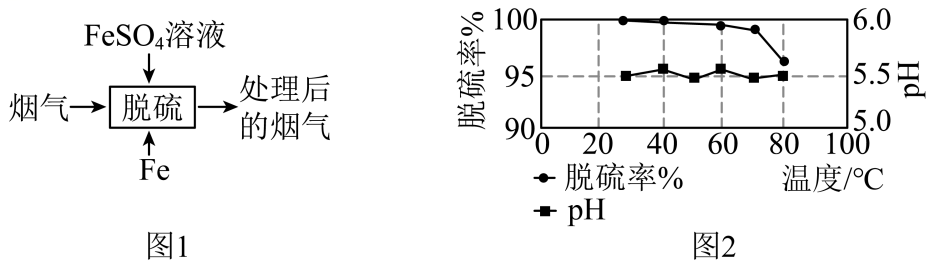 FeSO₄溶液
烟气
脱硫
处理后
的烟气
Fe
图1
脱硫率%
100
95
90
6.0
5.5
5.0
pH
0
20
40
60
80
100
温度/℃
脱硫率%
pH
图2